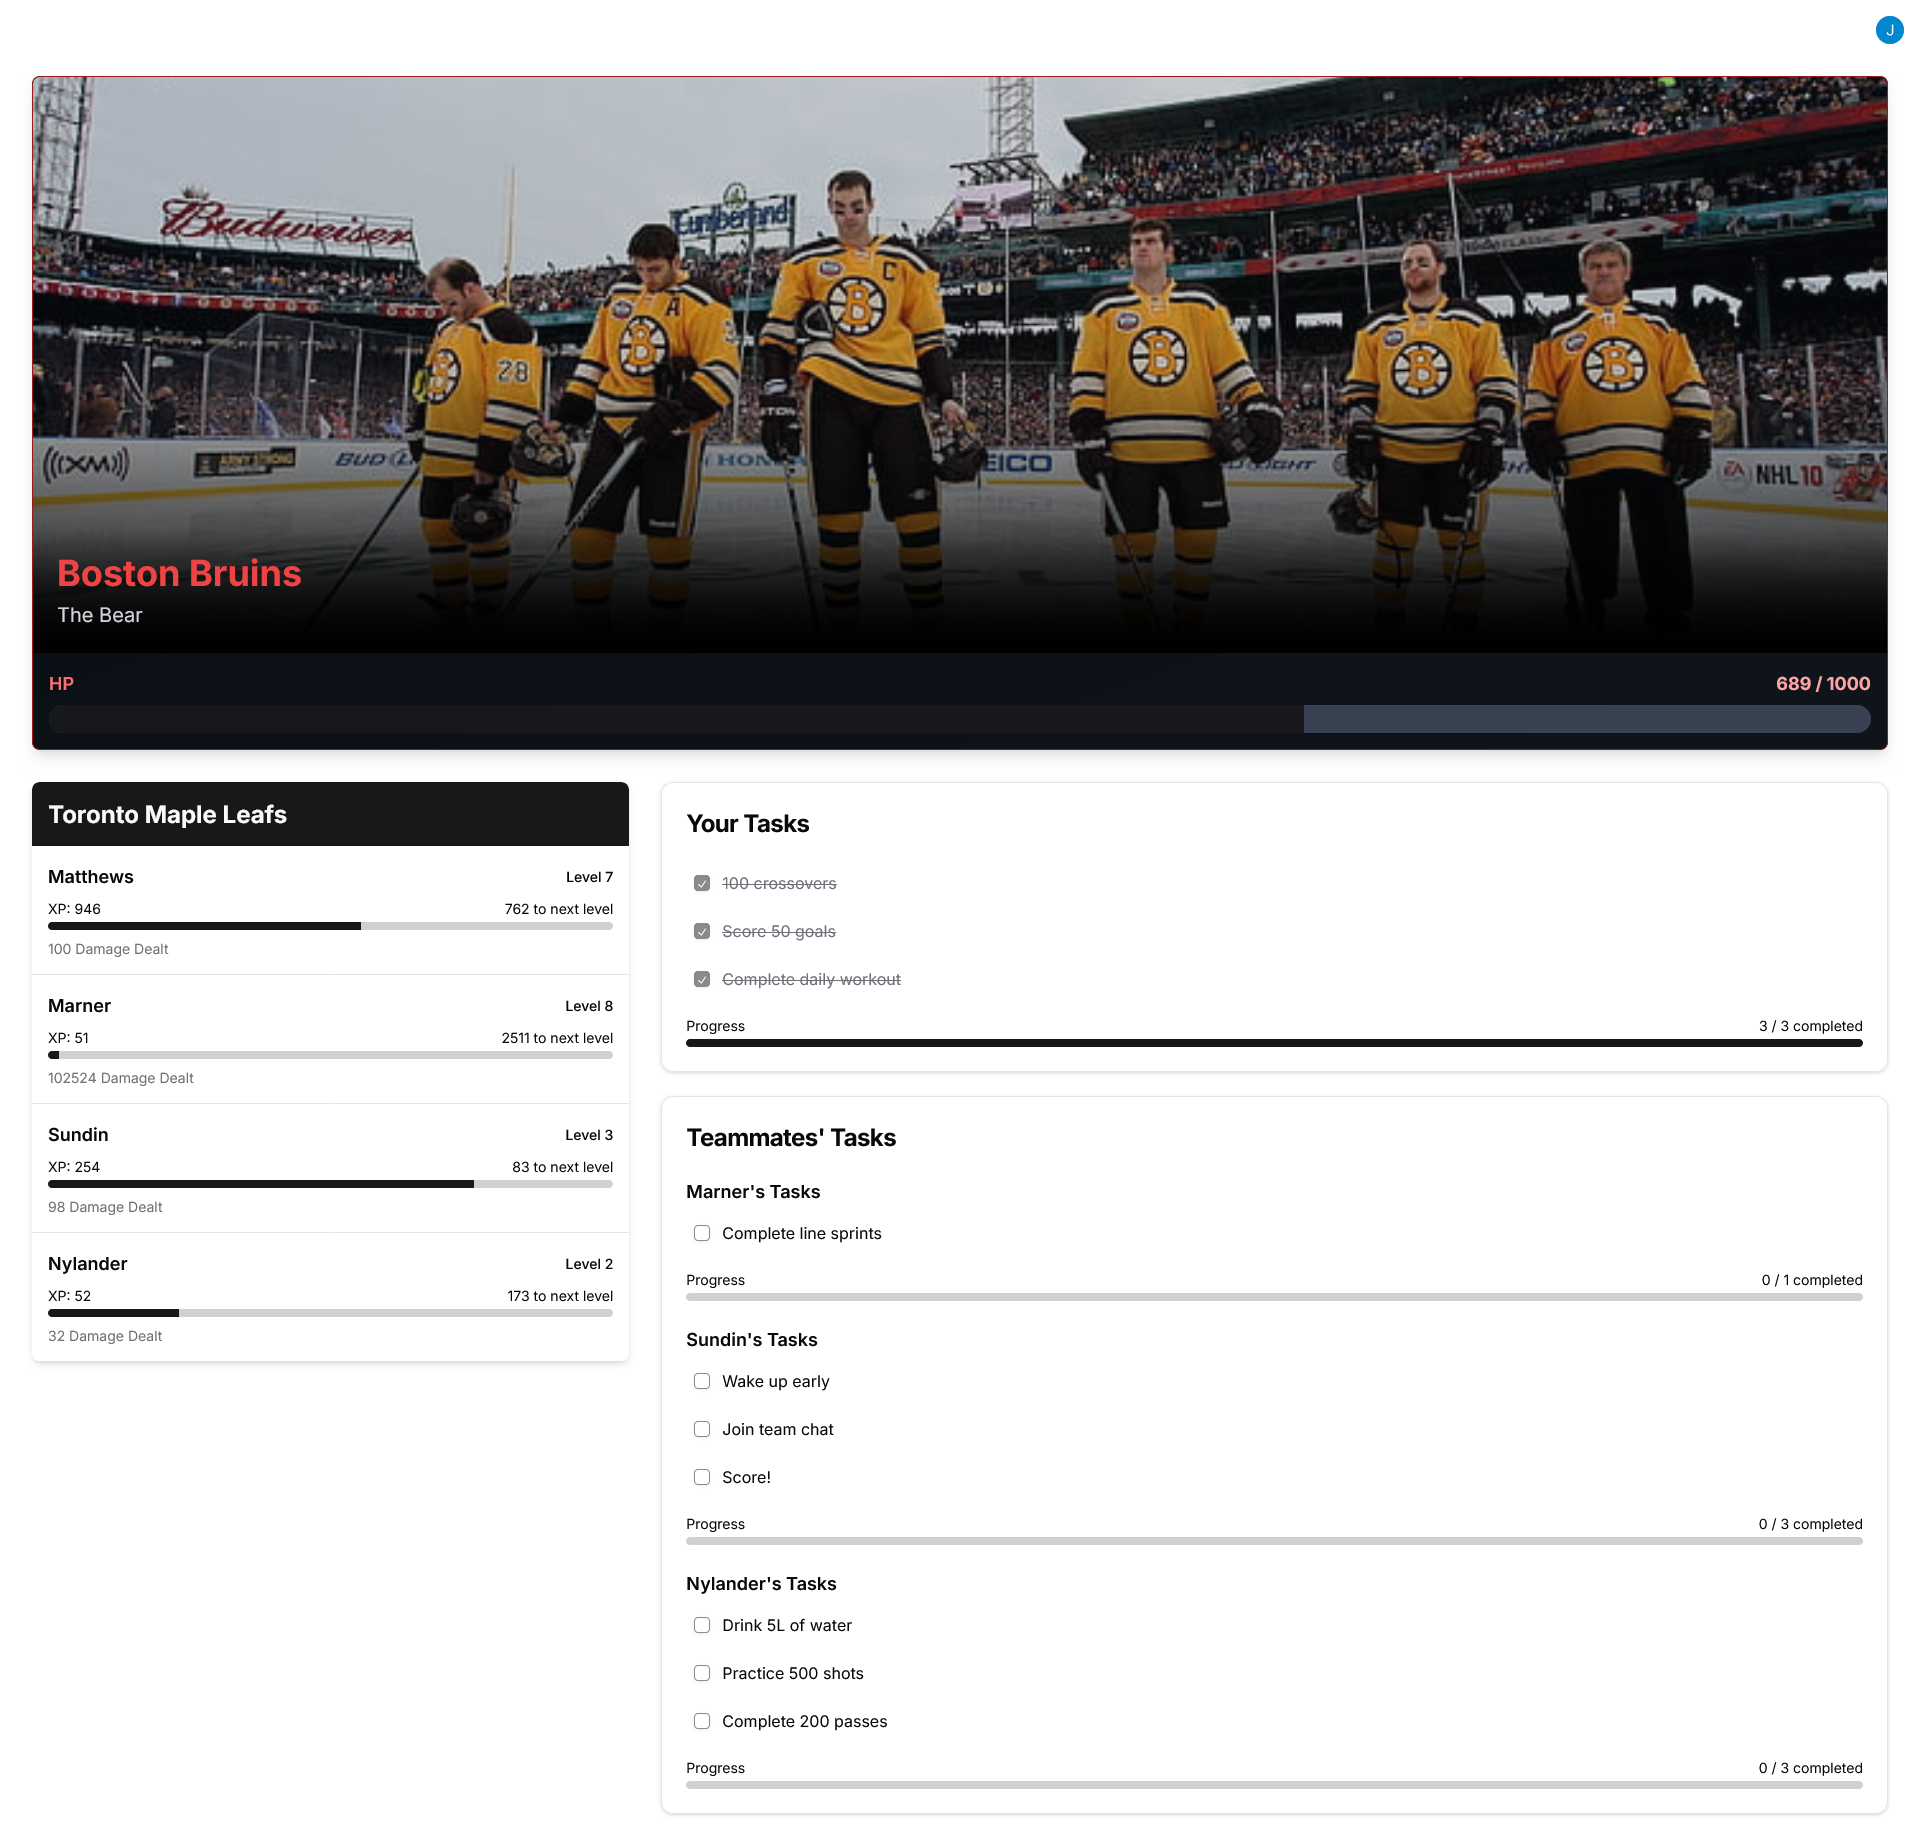 J
Budweiser
Cumberland
C
A
B
B
B
B
B
B
28
((XM))
ARMY STRONG
BUD L
HON
EICO
EA
NHL10
Boston Bruins
The Bear
HP
689 / 1000
Toronto Maple Leafs
Matthews
Level 7
XP: 946
762 to next level
100 Damage Dealt
Marner
Level 8
XP: 51
2511 to next level
102524 Damage Dealt
Sundin
Level 3
XP: 254
83 to next level
98 Damage Dealt
Nylander
Level 2
XP: 52
173 to next level
32 Damage Dealt
Your Tasks
100 crossovers
Score 50 goals
Complete daily workout
Progress
3 / 3 completed
Teammates' Tasks
Marner's Tasks
Complete line sprints
Progress
0 / 1 completed
Sundin's Tasks
Wake up early
Join team chat
Score!
Progress
0 / 3 completed
Nylander's Tasks
Drink 5L of water
Practice 500 shots
Complete 200 passes
Progress
0 / 3 completed